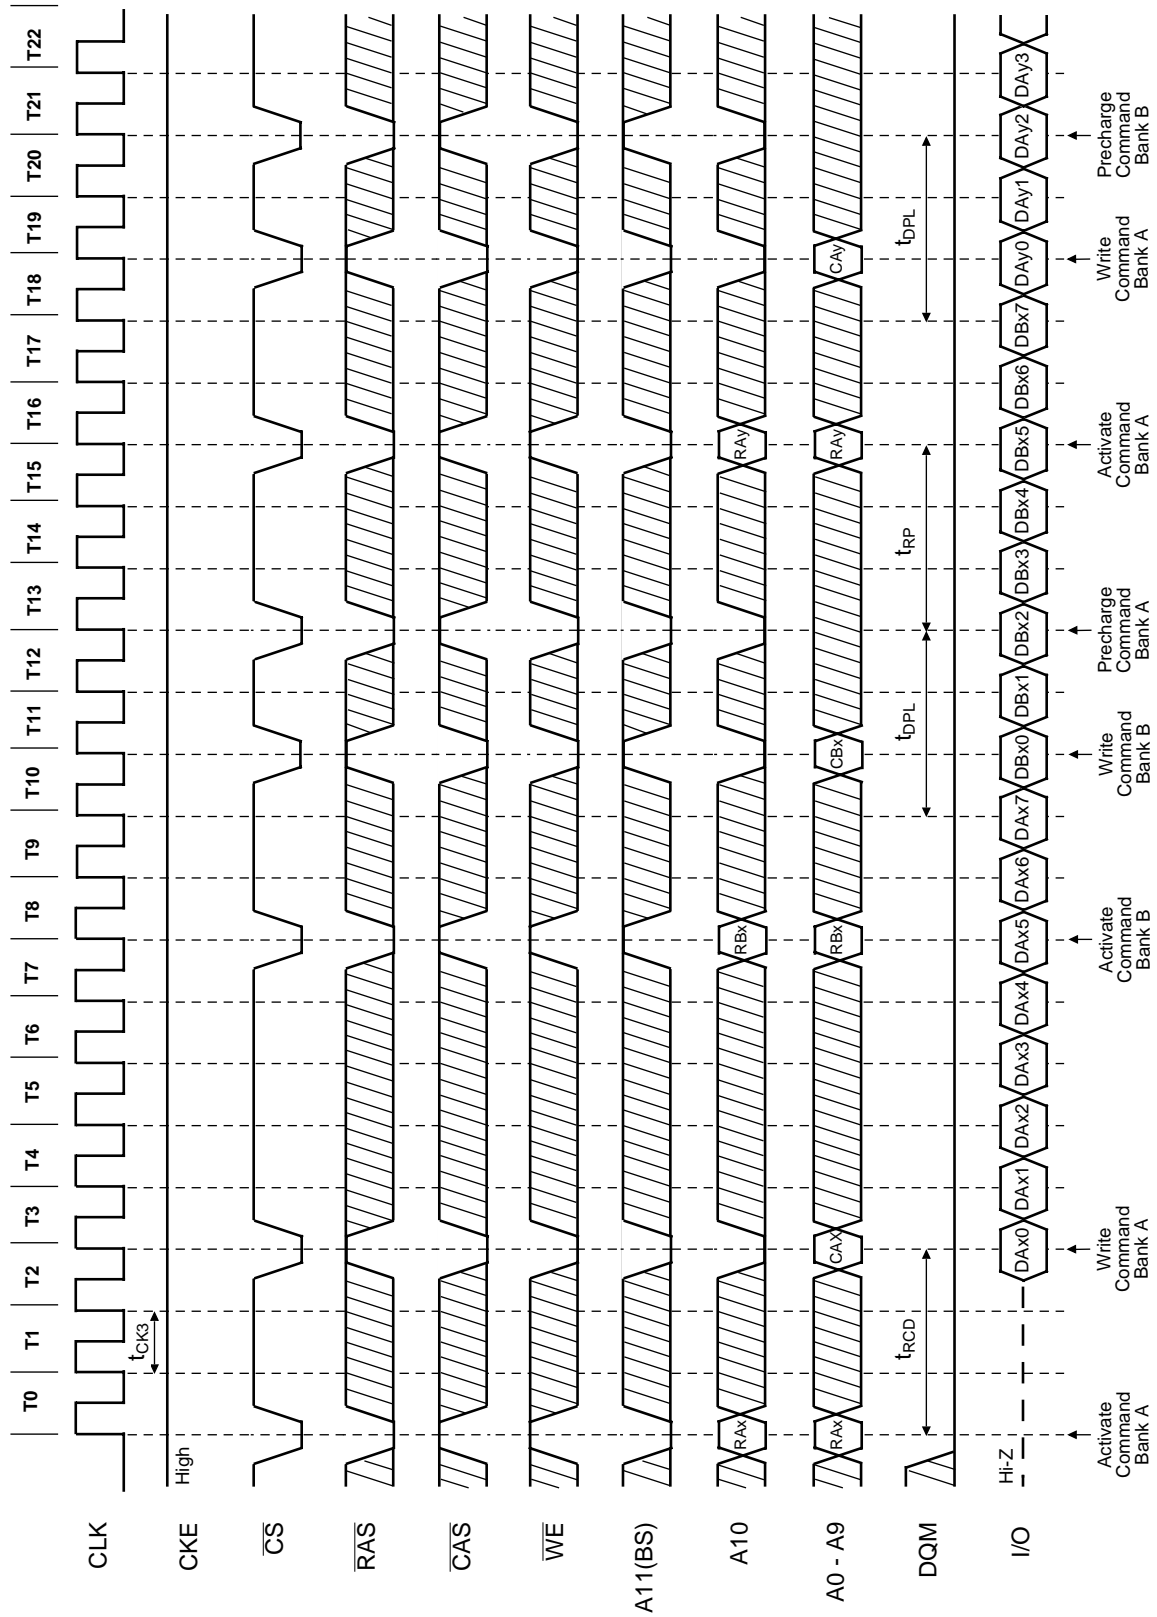 T0 T1 T2 T3 T4 T5 T6 T7 T8 T9 T10 T11 T12 T13 T14 T15 T16 T17 T18 T19 T20 T21 T22
CLK
tCK3
CKE
High
CS
RAS
CAS
WE
A11(BS)
A10
RAx RBx RAy
A0 - A9
RAx CAX RBx CBx RAy CAy
DQM
tRCD tDPL tRP tDPL
I/O
Hi-Z
DAx0 DAx1 DAx2 DAx3 DAx4 DAx5 DAx6 DAx7 DBx0 DBx1 DBx2 DBx3 DBx4 DBx5 DBx6 DBx7 DAy0 DAy1 DAy2 DAy3
Activate
Command
Bank A
Write
Command
Bank A
Activate
Command
Bank B
Write
Command
Bank B
Precharge
Command
Bank A
Activate
Command
Bank A
Write
Command
Bank A
Precharge
Command
Bank B